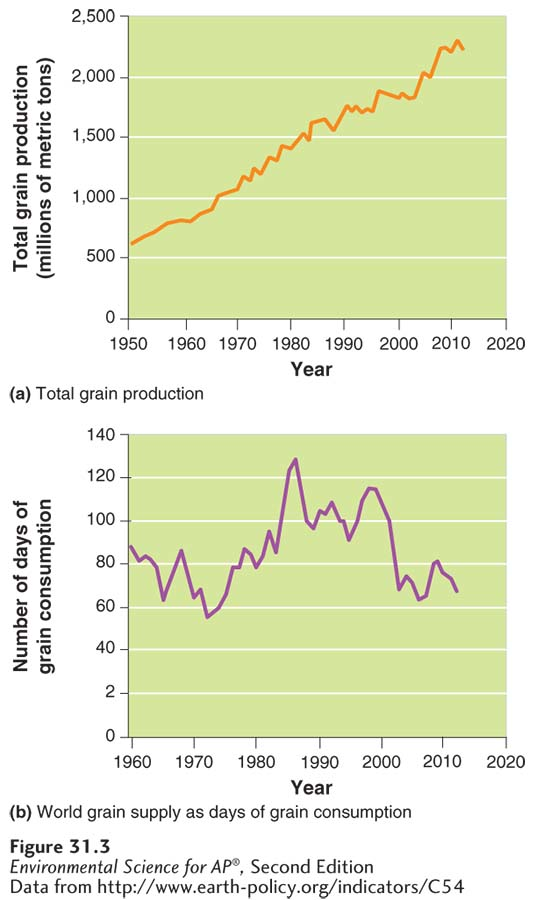 2,500
2,000
1,500
1,000
500
0
Total grain production
(millions of metric tons)
1950 1960 1970 1980 1990 2000 2010 2020
Year
(a) Total grain production
140
120
100
80
60
40
2
0
Number of days of
grain consumption
1960 1970 1980 1990 2000 2010 2020
Year
(b) World grain supply as days of grain consumption
Figure 31.3
Environmental Science for AP®, Second Edition
Data from http://www.earth-policy.org/indicators/C54